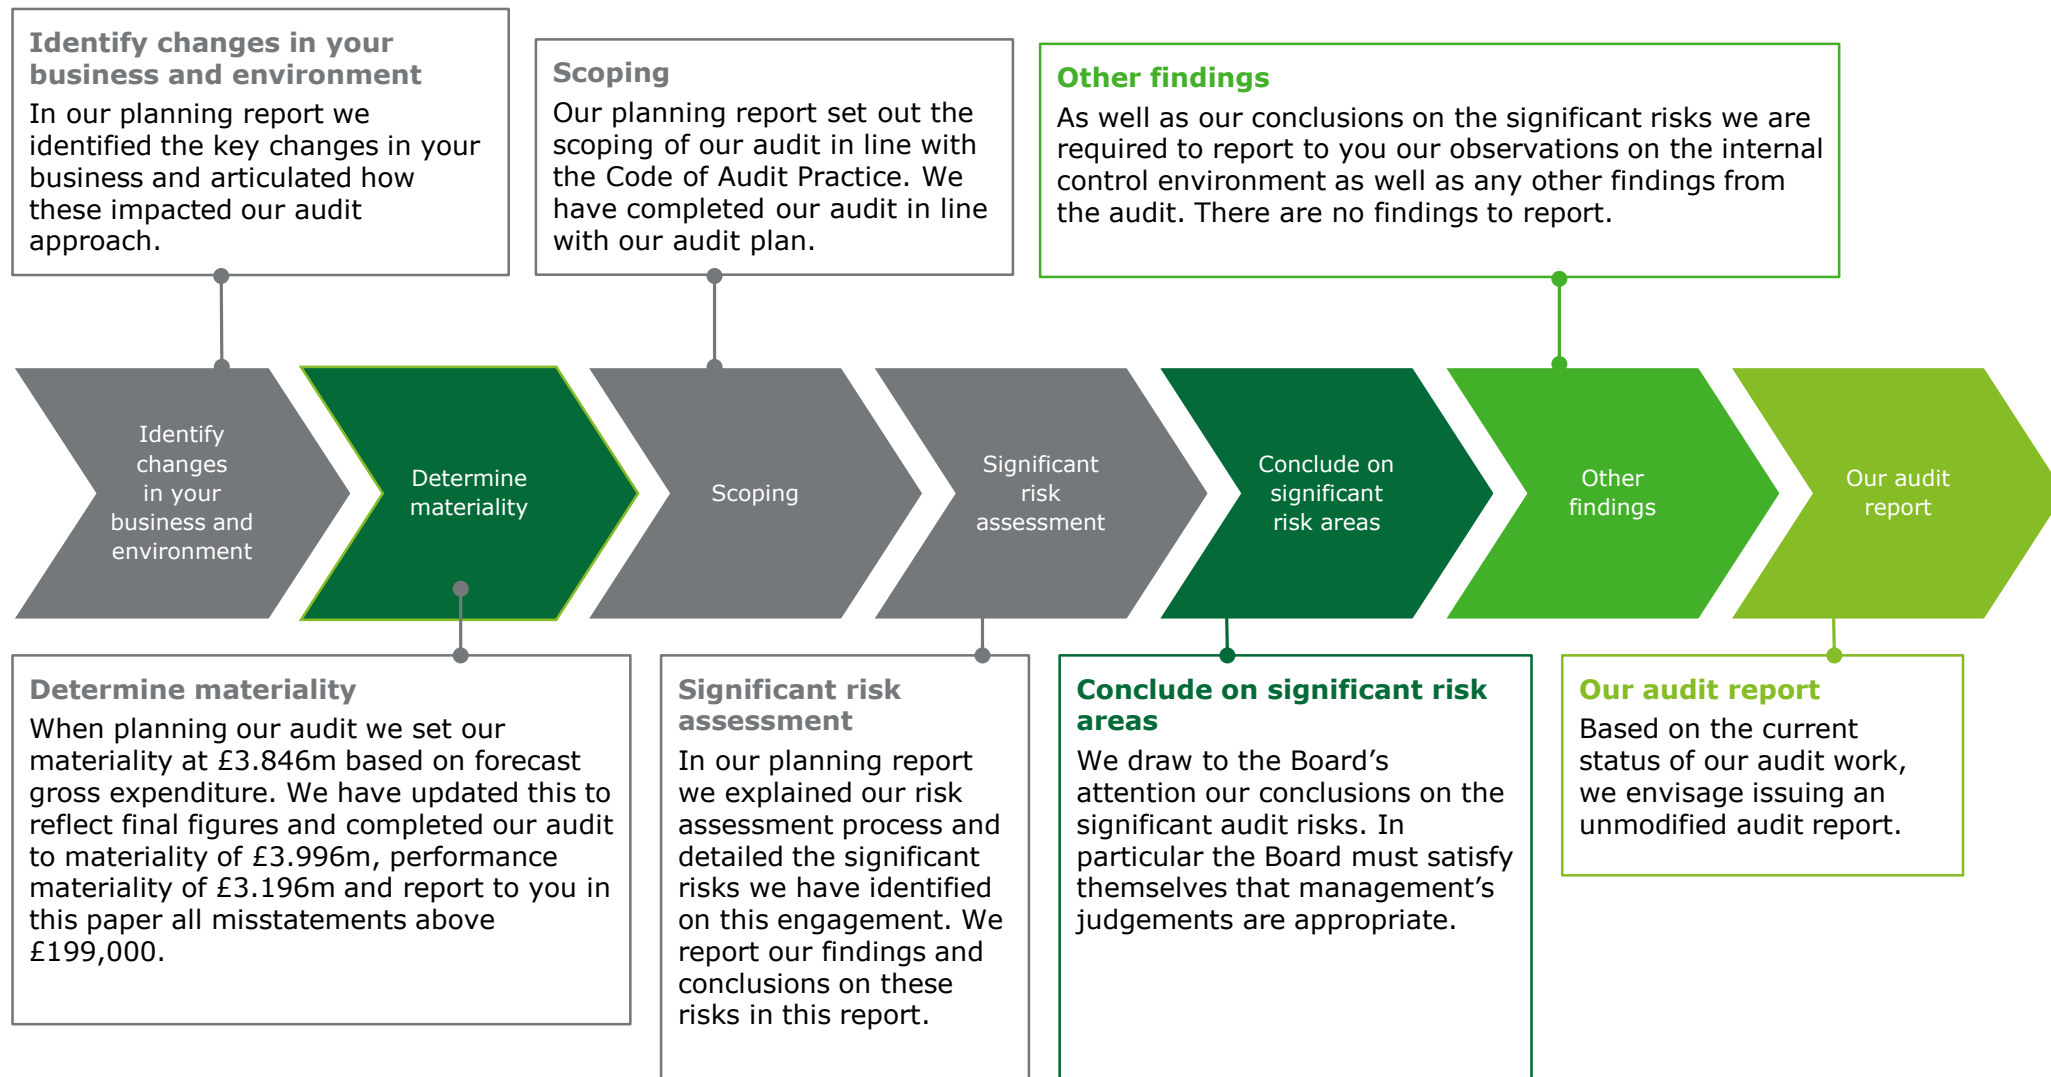 Identify changes in your
business and environment
In our planning report we
identified the key changes in your
business and articulated how
these impacted our audit
approach.
Scoping
Our planning report set out the
scoping of our audit in line with
the Code of Audit Practice. We
have completed our audit in line
with our audit plan.
Other findings
As well as our conclusions on the significant risks we are
required to report to you our observations on the internal
control environment as well as any other findings from
the audit. There are no findings to report.
Identify
changes
in your
business and
environment
Determine
materiality
Scoping
Significant
risk
assessment
Conclude on
significant
risk areas
Other
findings
Our audit
report
Determine materiality
When planning our audit we set our
materiality at £3.846m based on forecast
gross expenditure. We have updated this to
reflect final figures and completed our audit
to materiality of £3.996m, performance
materiality of £3.196m and report to you in
this paper all misstatements above
£199,000.
Significant risk
assessment
In our planning report
we explained our risk
assessment process and
detailed the significant
risks we have identified
on this engagement. We
report our findings and
conclusions on these
risks in this report.
Conclude on significant risk
areas
We draw to the Board’s
attention our conclusions on the
significant audit risks. In
particular the Board must satisfy
themselves that management’s
judgements are appropriate.
Our audit report
Based on the current
status of our audit work,
we envisage issuing an
unmodified audit report.